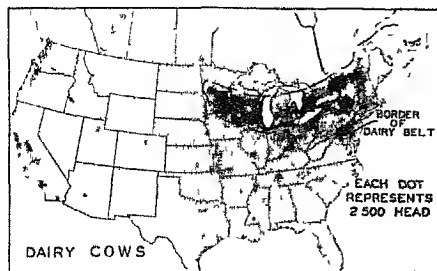 BORDER
OF
DAIRY BELT
EACH DOT
REPRESENTS
2 500 HEAD
DAIRY COWS